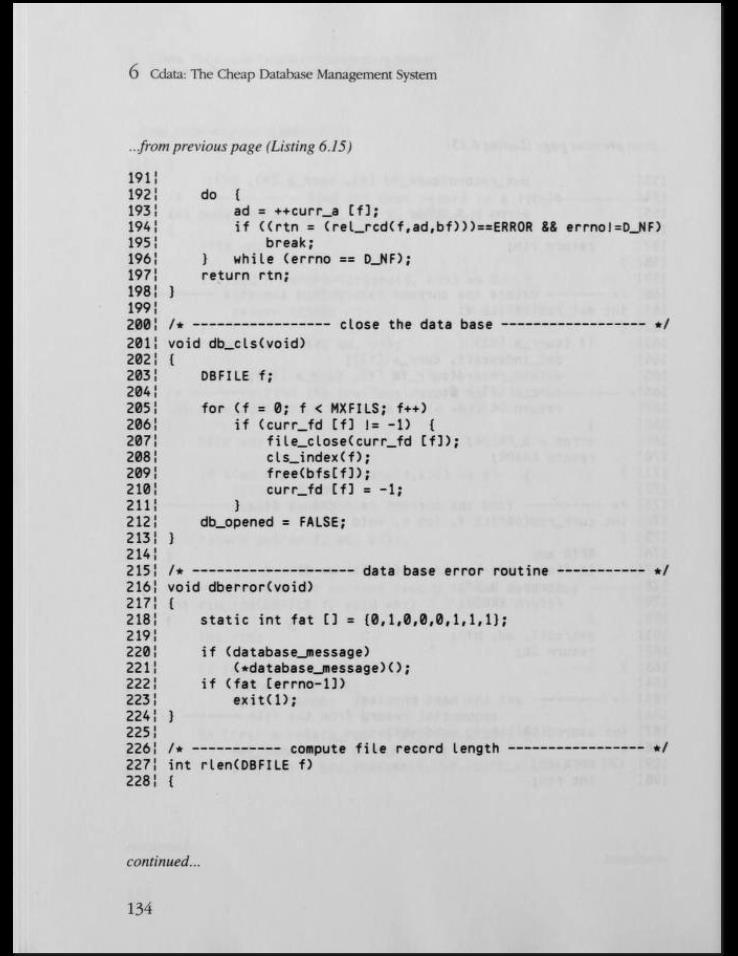 6 Cdata: The Cheap Database Management System
...from previous page (Listing 6.15)
191¦
192¦     do  {
193¦         ad = ++curr_a [f];
194¦         if ((rtn = (rel_rcd(f,ad,bf)))==ERROR && errno!=D_NF)
195¦             break;
196¦     }   while (errno == D_NF);
197¦     return rtn;
198¦ }
199¦
200¦ /* ----------------- close the data base ------------------ */
201¦ void db_cls(void)
202¦ {
203¦     DBFILE f;
204¦
205¦     for (f = 0; f < MXFILS; f++)
206¦         if (curr_fd [f] != -1)  {
207¦             file_close(curr_fd [f]);
208¦             cls_index(f);
209¦             free(bfs[f]);
210¦             curr_fd [f] = -1;
211¦         }
212¦     db_opened = FALSE;
213¦ }
214¦
215¦ /* -------------------- data base error routine ----------- */
216¦ void dberror(void)
217¦ {
218¦     static int fat [] = {0,1,0,0,0,1,1,1};
219¦
220¦     if (database_message)
221¦         (*database_message)();
222¦     if (fat [errno-1])
223¦         exit(1);
224¦ }
225¦
226¦ /* ----------- compute file record length ----------------- */
227¦ int rlen(DBFILE f)
228¦ {
continued...
134